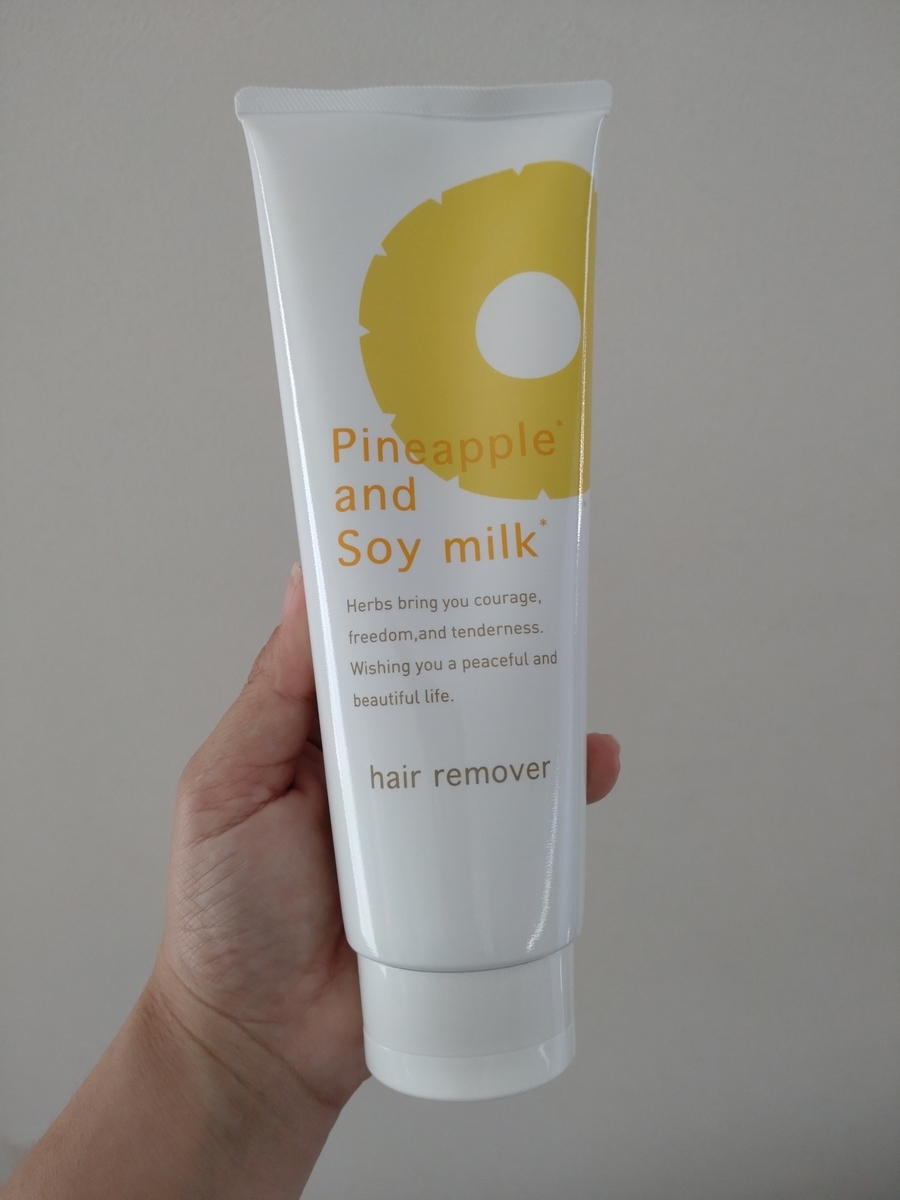 Pineapple*
and
Soy milk*
Herbs bring you courage,
freedom,and tenderness.
Wishing you a peaceful and
beautiful life.
hair remover